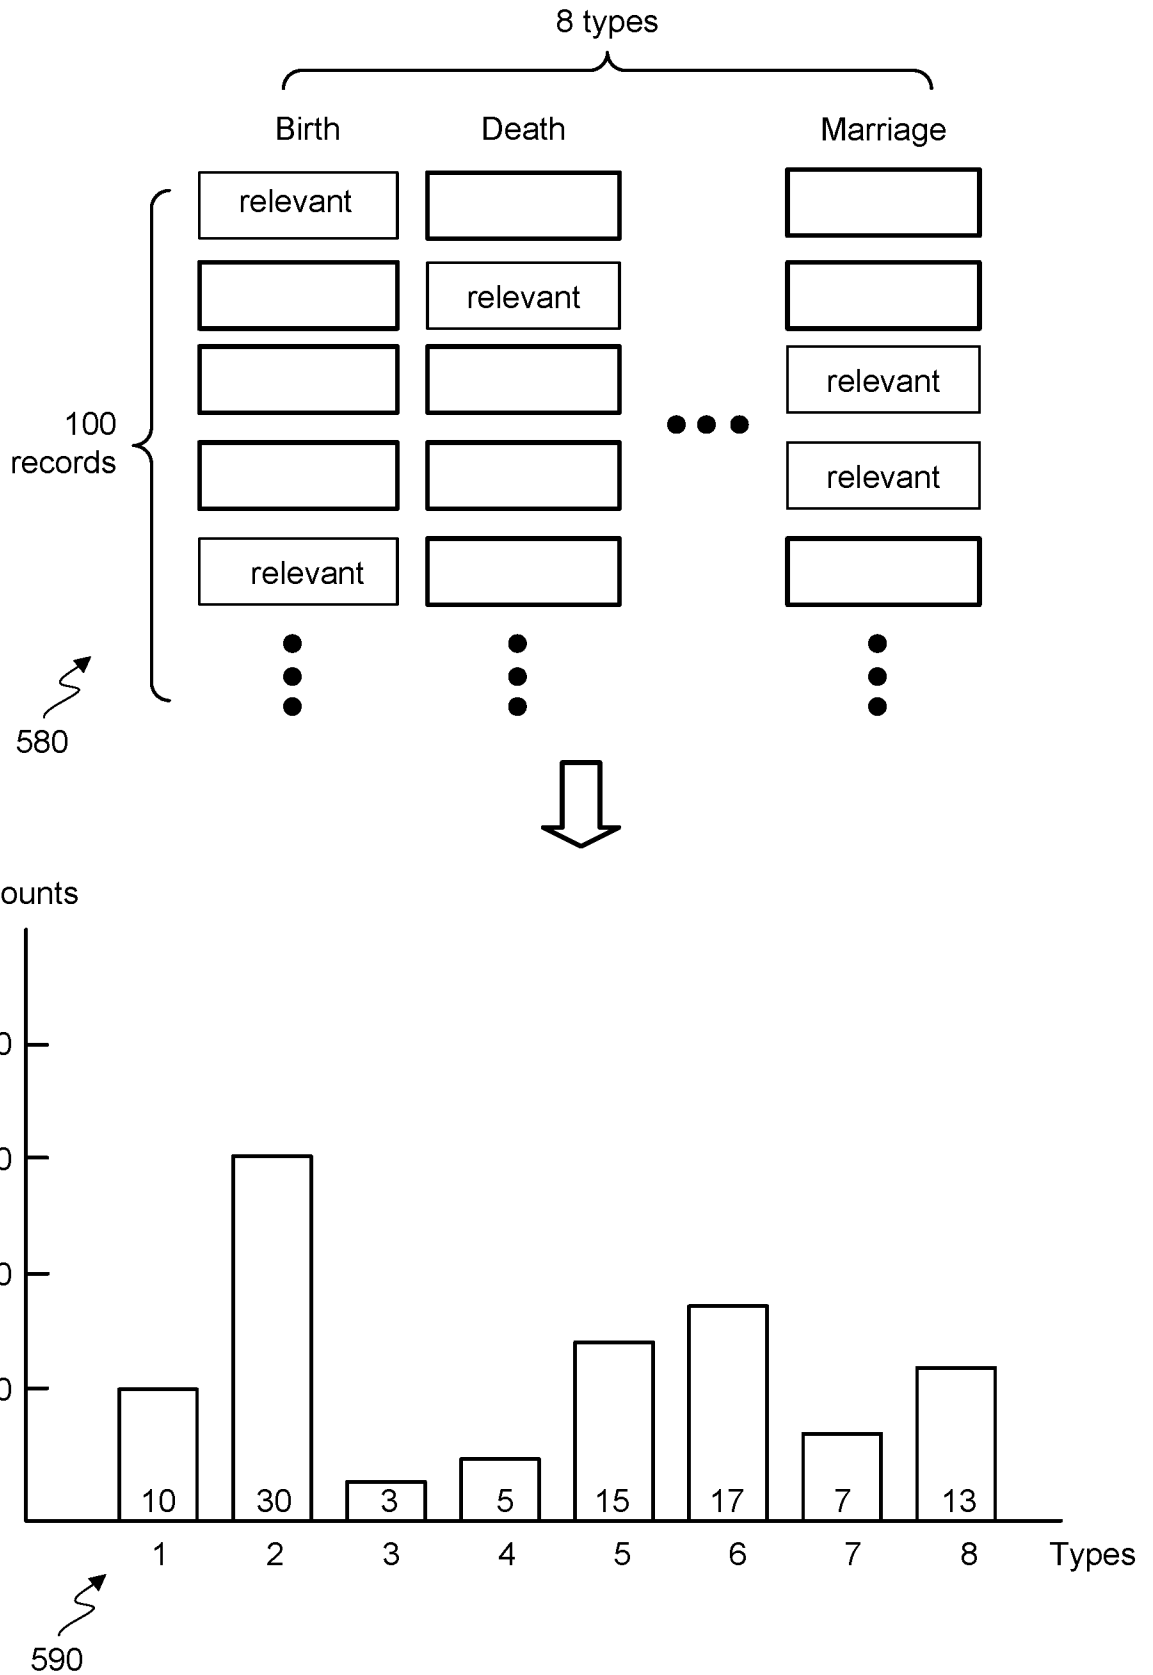 8 types
Birth Death Marriage
relevant
relevant
relevant
100
records
relevant
relevant
580
ounts
0
0
0
0
10 30 3 5 15 17 7 13
1 2 3 4 5 6 7 8 Types
590